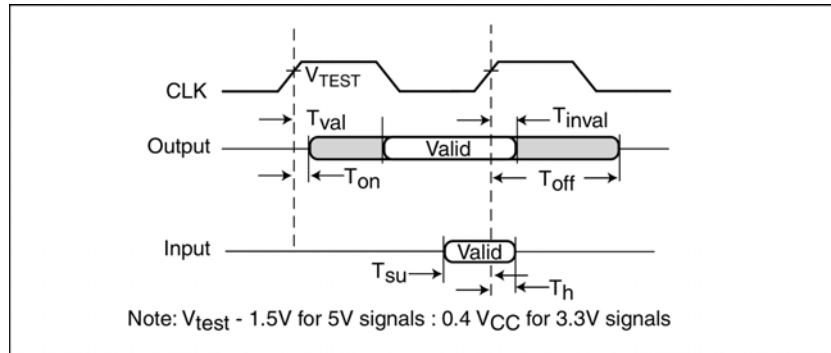 VTEST
CLK
Tval
Tinval
Output
Valid
Ton
Toff
Input
Valid
Tsu
Th
Note: Vtest - 1.5V for 5V signals : 0.4 VCC for 3.3V signals